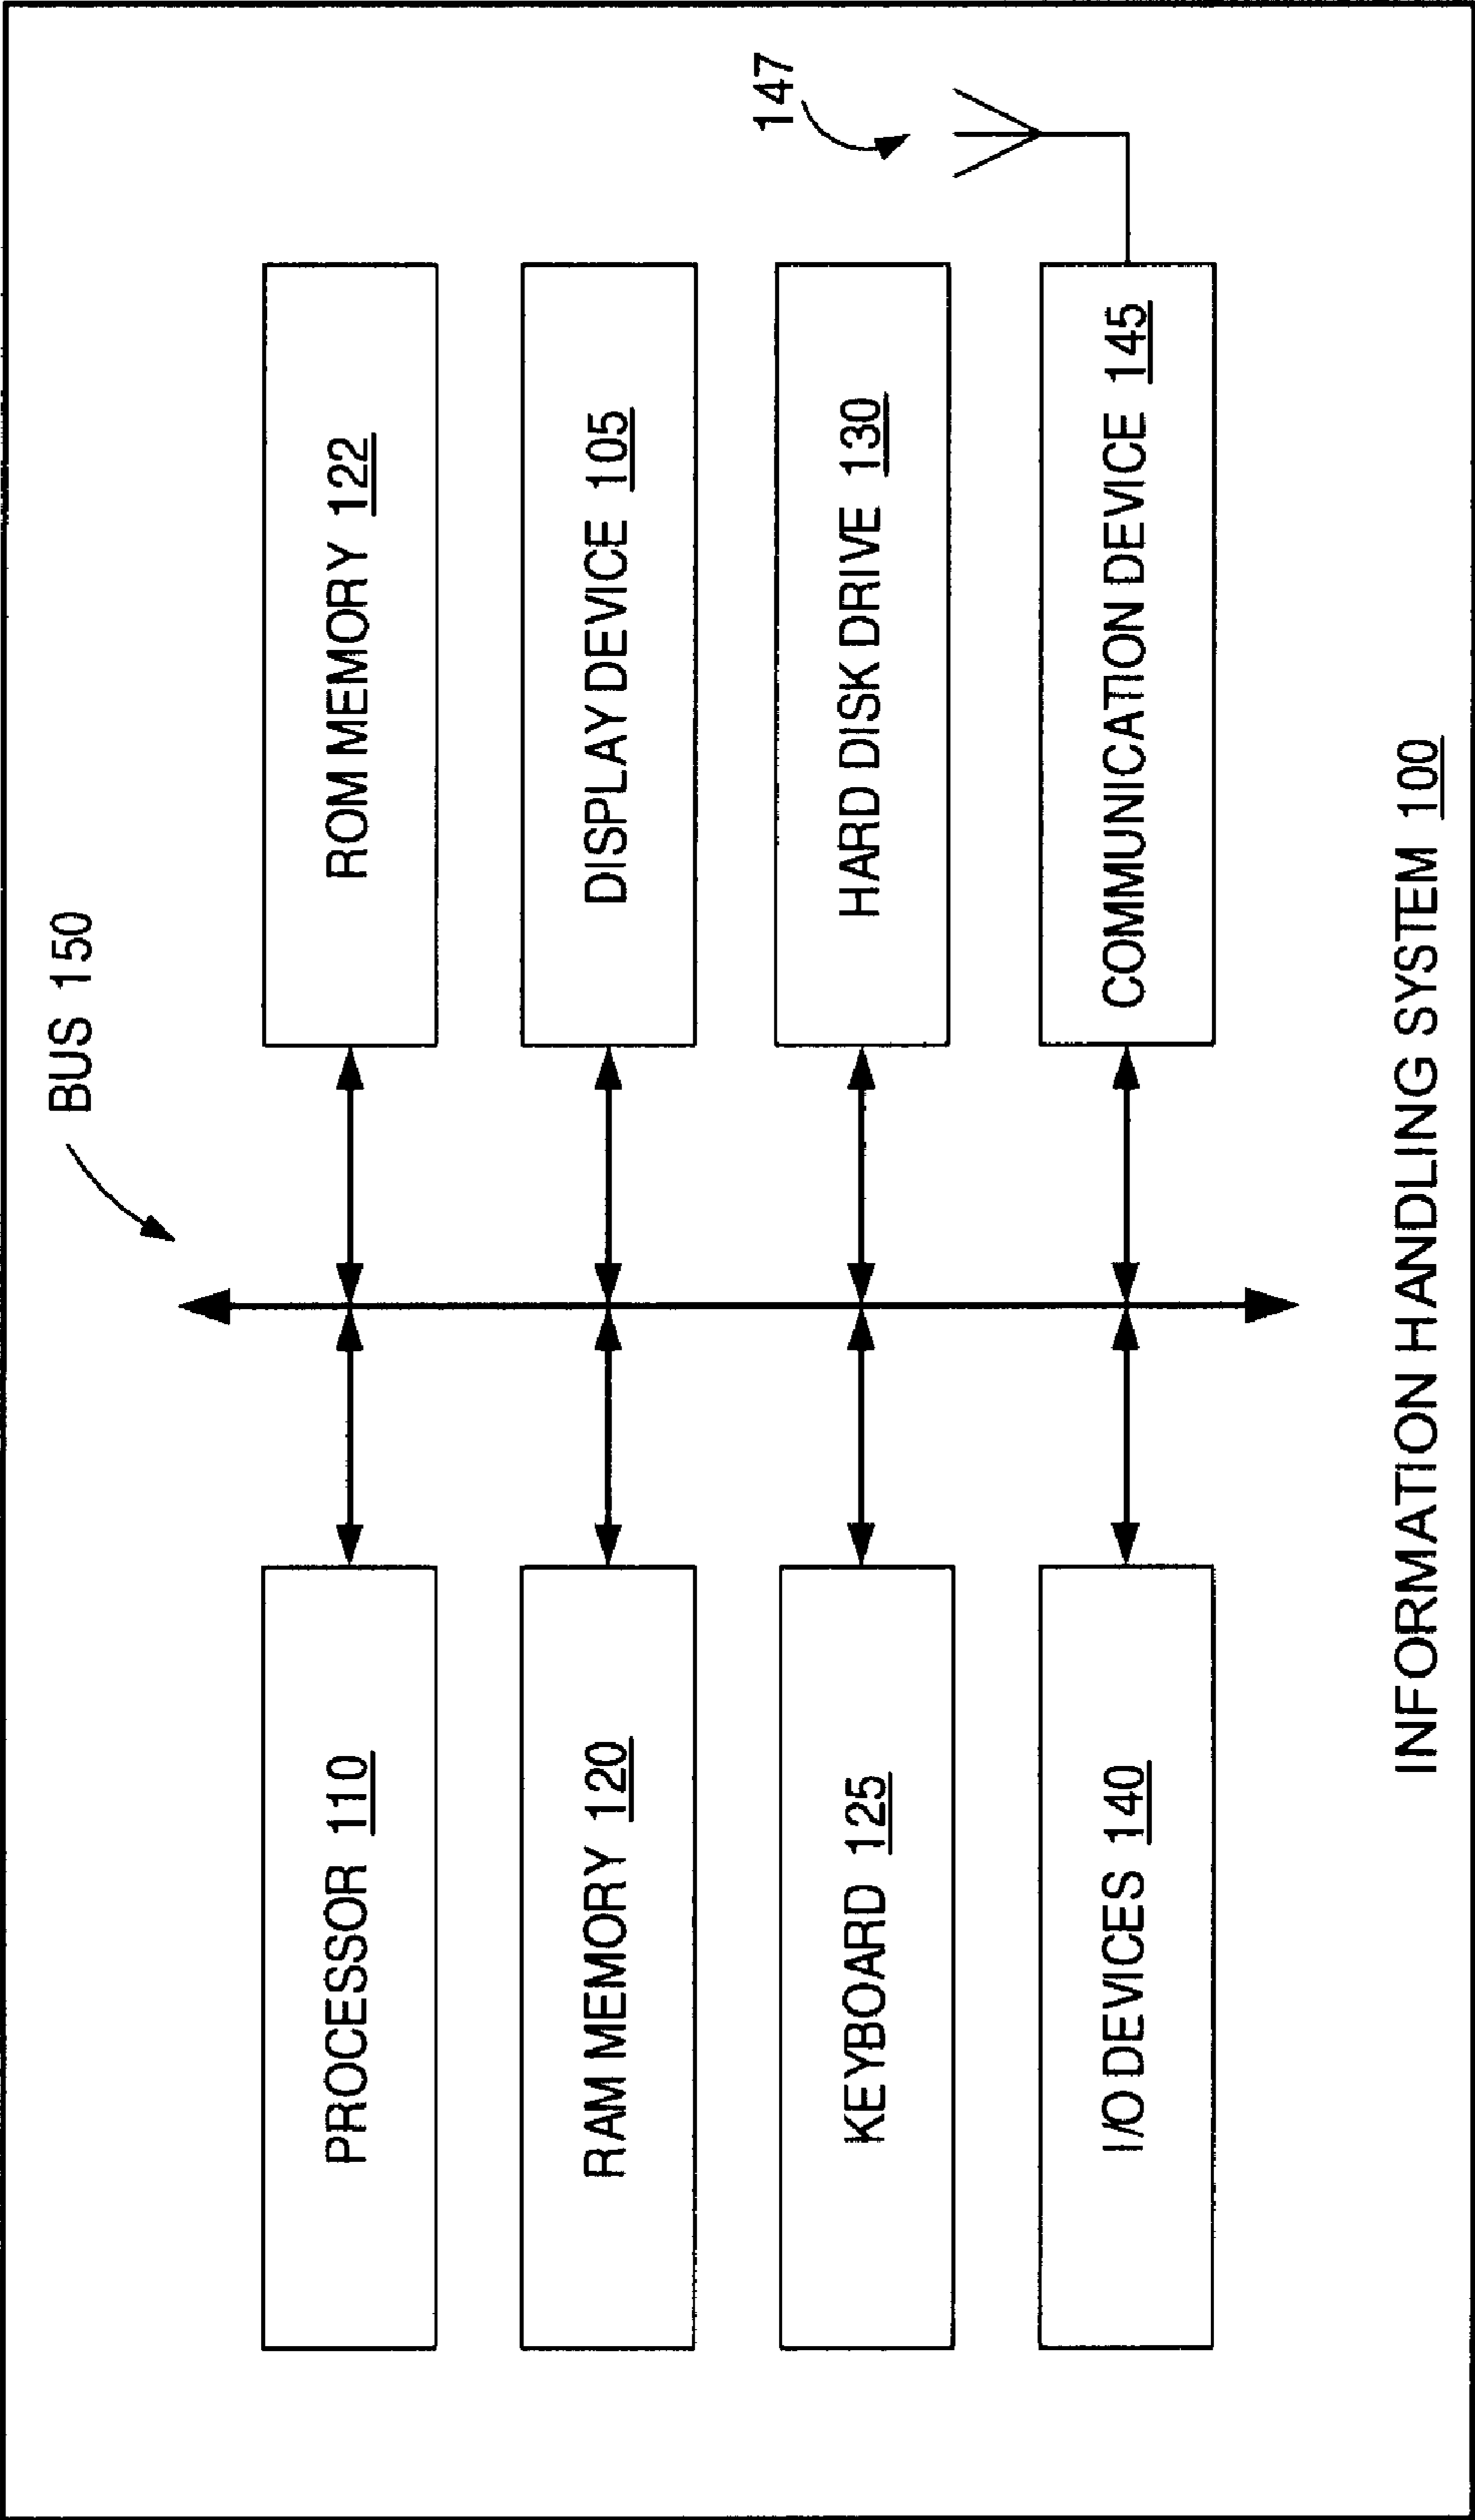 BUS 150
PROCESSOR 110
ROM MEMORY 122
RAM MEMORY 120
DISPLAY DEVICE 105
KEYBOARD 125
HARD DISK DRIVE 130
147
I/O DEVICES 140
COMMUNICATION DEVICE 145
INFORMATION HANDLING SYSTEM 100